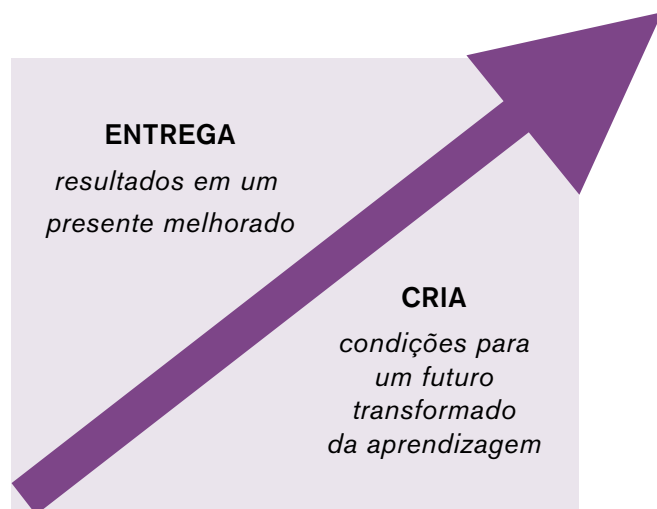 ENTREGA
resultados em um
presente melhorado
CRIA
condições para
um futuro
transformado
da aprendizagem